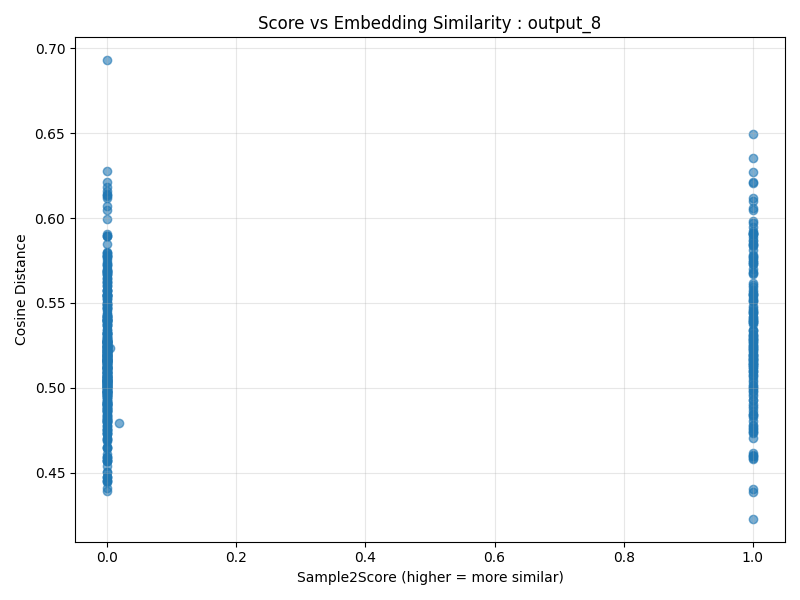 Score vs Embedding Similarity : output_8
0.70
0.65
0.60
0.55
0.50
0.45
Cosine Distance
0.0 0.2 0.4 0.6 0.8 1.0
Sample2Score (higher = more similar)